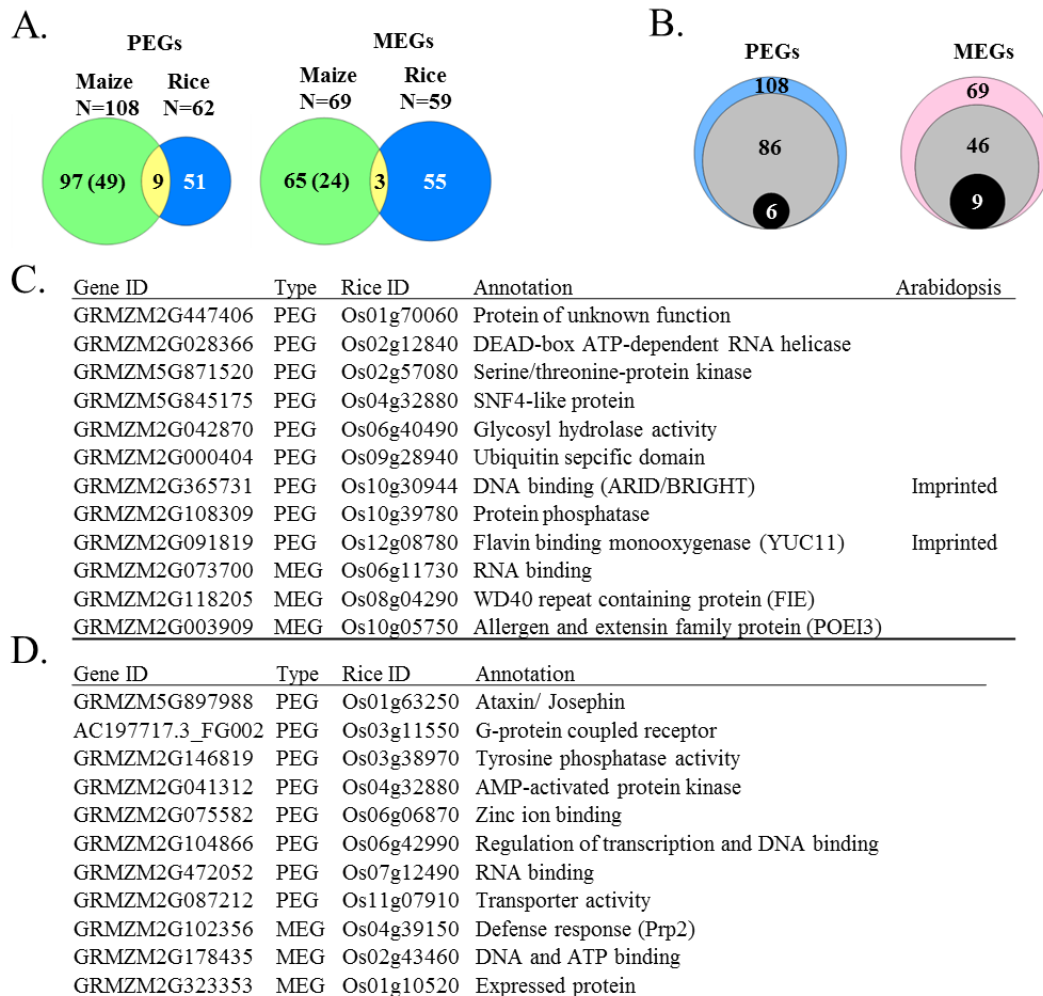 A.
PEGs
MEGs
Maize
N=108
Rice
N=62
Maize
N=69
Rice
N=59
97 (49)
9
51
65 (24)
3
55
B.
PEGs
MEGs
108
86
6
69
46
9
C.
Gene ID Type Rice ID Annotation Arabidopsis
GRMZM2G447406 PEG Os01g70060 Protein of unknown function
GRMZM2G028366 PEG Os02g12840 DEAD-box ATP-dependent RNA helicase
GRMZM5G871520 PEG Os02g57080 Serine/threonine-protein kinase
GRMZM5G845175 PEG Os04g32880 SNF4-like protein
GRMZM2G042870 PEG Os06g40490 Glycosyl hydrolase activity
GRMZM2G000404 PEG Os09g28940 Ubiquitin sepcific domain
GRMZM2G365731 PEG Os10g30944 DNA binding (ARID/BRIGHT) Imprinted
GRMZM2G108309 PEG Os10g39780 Protein phosphatase
GRMZM2G091819 PEG Os12g08780 Flavin binding monooxygenase (YUC11) Imprinted
GRMZM2G073700 MEG Os06g11730 RNA binding
GRMZM2G118205 MEG Os08g04290 WD40 repeat containing protein (FIE)
GRMZM2G003909 MEG Os10g05750 Allergen and extensin family protein (POEI3)
D.
Gene ID Type Rice ID Annotation
GRMZM5G897988 PEG Os01g63250 Ataxin/ Josephin
AC197717.3_FG002 PEG Os03g11550 G-protein coupled receptor
GRMZM2G146819 PEG Os03g38970 Tyrosine phosphatase activity
GRMZM2G041312 PEG Os04g32880 AMP-activated protein kinase
GRMZM2G075582 PEG Os06g06870 Zinc ion binding
GRMZM2G104866 PEG Os06g42990 Regulation of transcription and DNA binding
GRMZM2G472052 PEG Os07g12490 RNA binding
GRMZM2G087212 PEG Os11g07910 Transporter activity
GRMZM2G102356 MEG Os04g39150 Defense response (Prp2)
GRMZM2G178435 MEG Os02g43460 DNA and ATP binding
GRMZM2G323353 MEG Os01g10520 Expressed protein